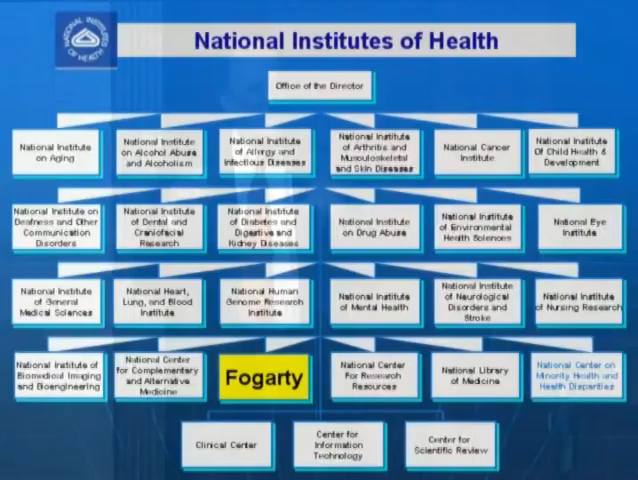 NATIONAL INSTITUTES OF HEALTH
National Institutes of Health
Office of the Director
National Institute
on Aging
National Institute
on Alcohol Abuse
and Alcoholism
National Institute
of Allergy and
Infectious Diseases
National Institute
of Arthritis and
Musculoskeletal
and Skin Diseases
National Cancer
Institute
National Institute
Of Child Health &
Development
National Institute on
Deafness and Other
Communication
Disorders
National Institute
of Dental and
Craniofacial
Research
National Institute
of Diabetes and
Digestive and
Kidney Diseases
National Institute
on Drug Abuse
National Institute
of Environmental
Health Sciences
National Eye
Institute
National Institute
of General
Medical Sciences
National Heart,
Lung, and Blood
Institute
National Human
Genome Research
Institute
National Institute
of Mental Health
National Institute
of Neurological
Disorders and
Stroke
National Institute
of Nursing Research
National Institute of
Biomedical Imaging
and Bioengineering
National Center
for Complementary
and Alternative
Medicine
Fogarty
National Center
For Research
Resources
National Library
of Medicine
National Center on
Minority Health and
Health Disparities
Clinical Center
Center for
Information
Technology
Center for
Scientific Review